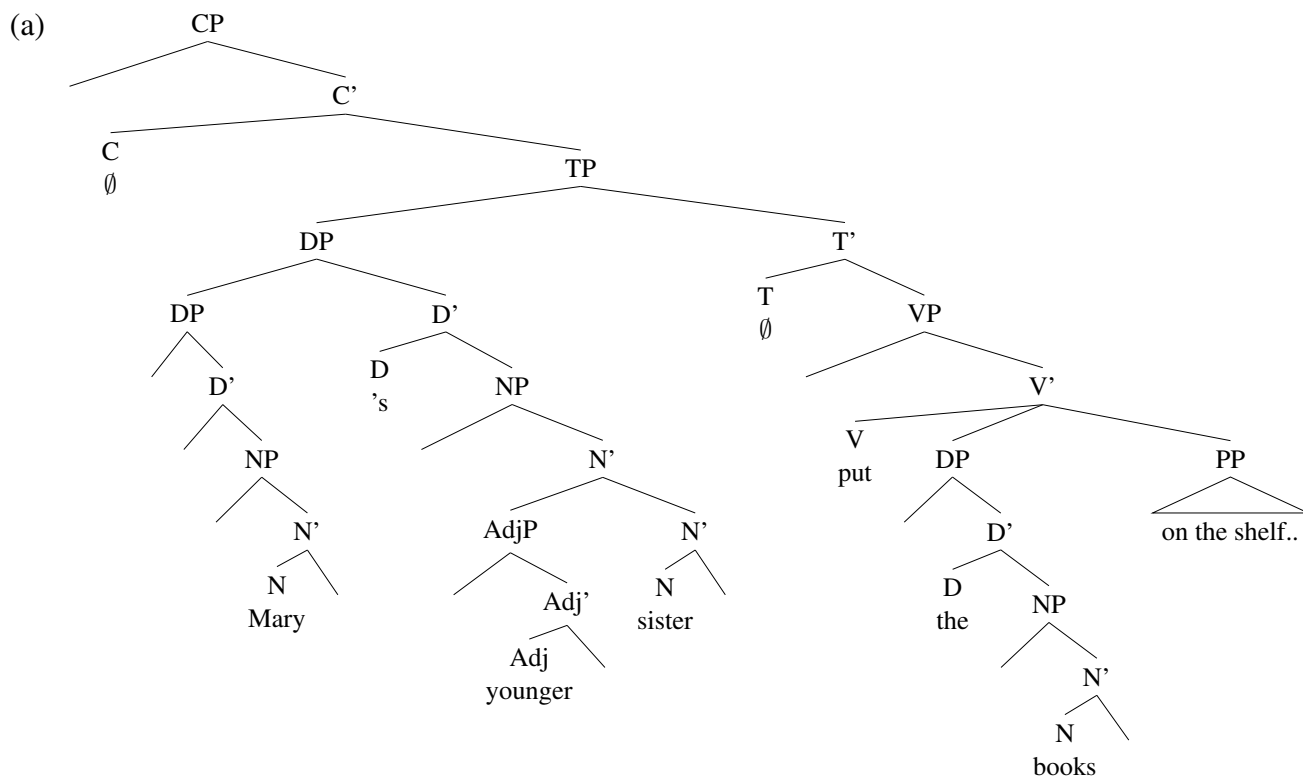 (a) CP
C’
C
∅
TP
DP T’
T
∅
DP D’ VP
D
’s
D’ NP V’
V
put
NP N’ DP PP
N’ AdjP N’ D’ on the shelf..
N
Mary
Adj’
N
sister
D
the
NP
Adj
younger
N’
N
books